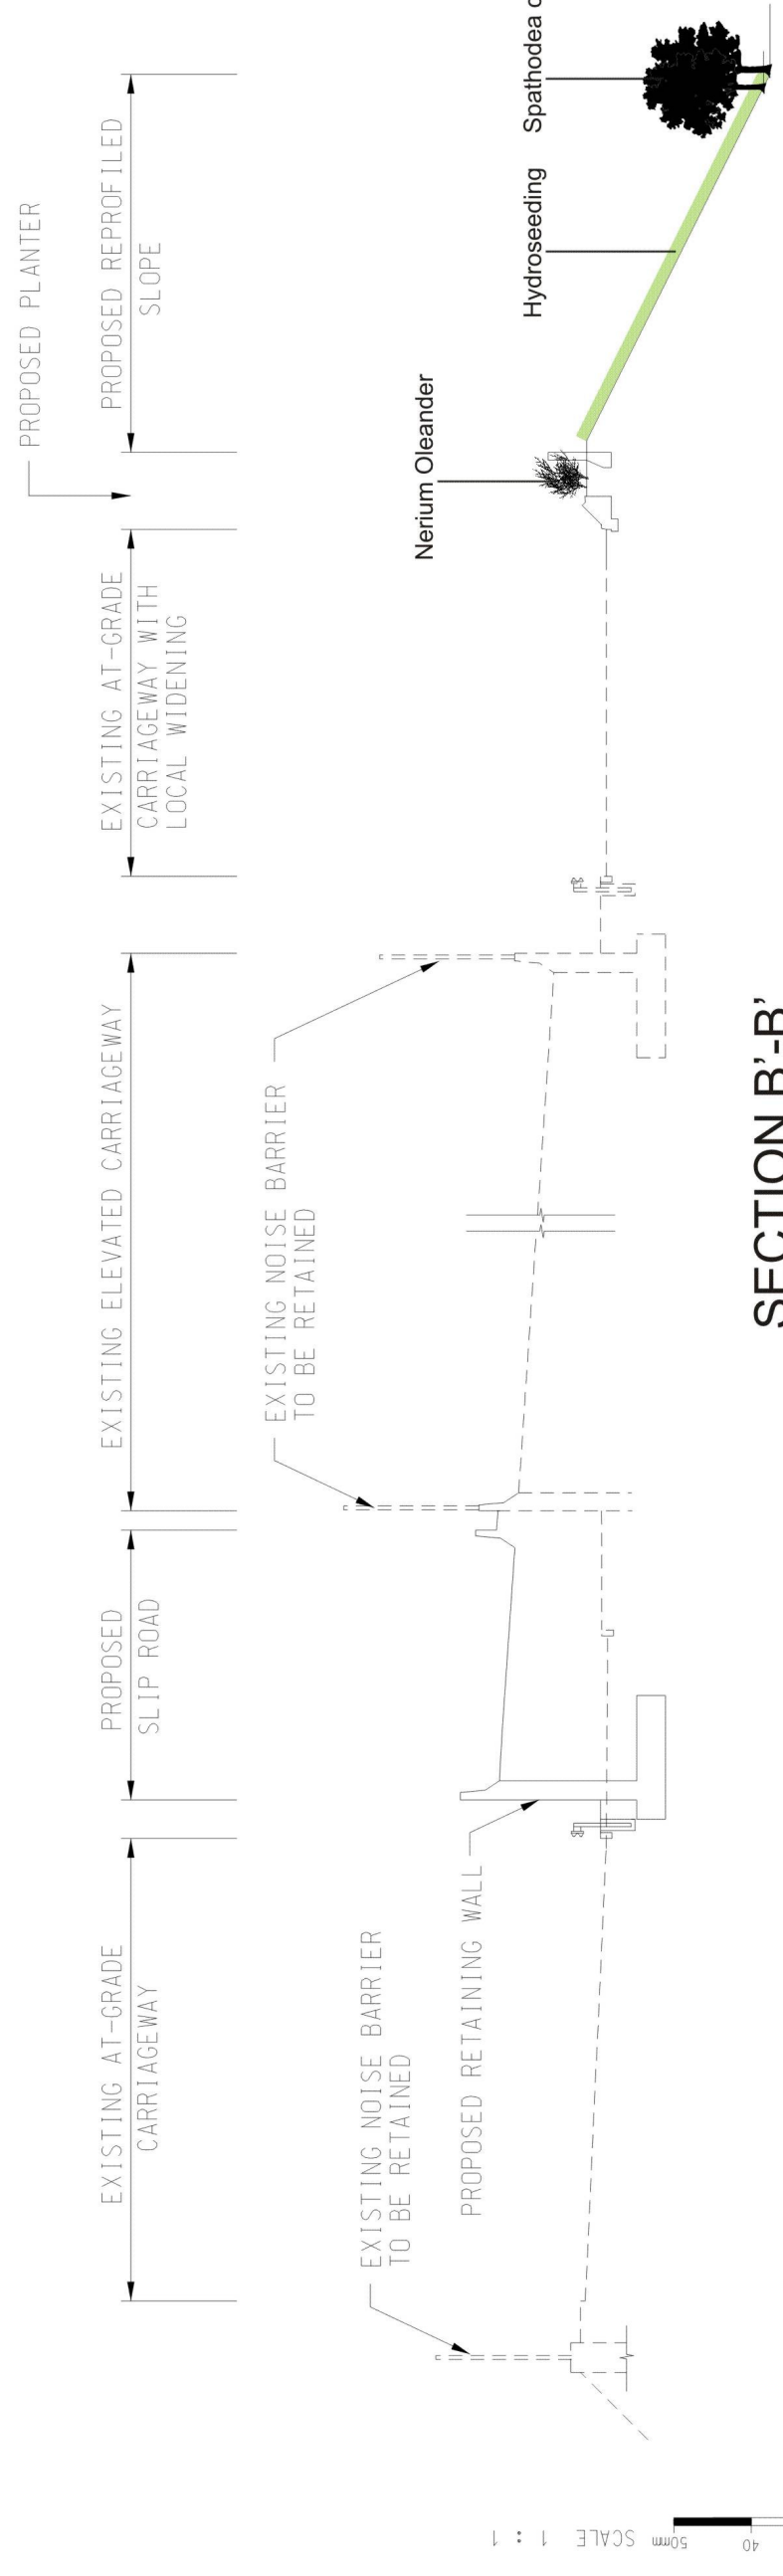 EXISTING AT-GRADE
CARRIAGEWAY
PROPOSED
SLIP ROAD
EXISTING ELEVATED CARRIAGEWAY
EXISTING AT-GRADE
CARRIAGEWAY WITH
LOCAL WIDENING
PROPOSED PLANTER
PROPOSED REPROFILED
SLOPE
EXISTING NOISE BARRIER
TO BE RETAINED
PROPOSED RETAINING WALL
EXISTING NOISE BARRIER
TO BE RETAINED
Nerium Oleander
Hydroseeding
Spathodea
SECTION B'-B'
SCALE 1 : 1
50mm
40